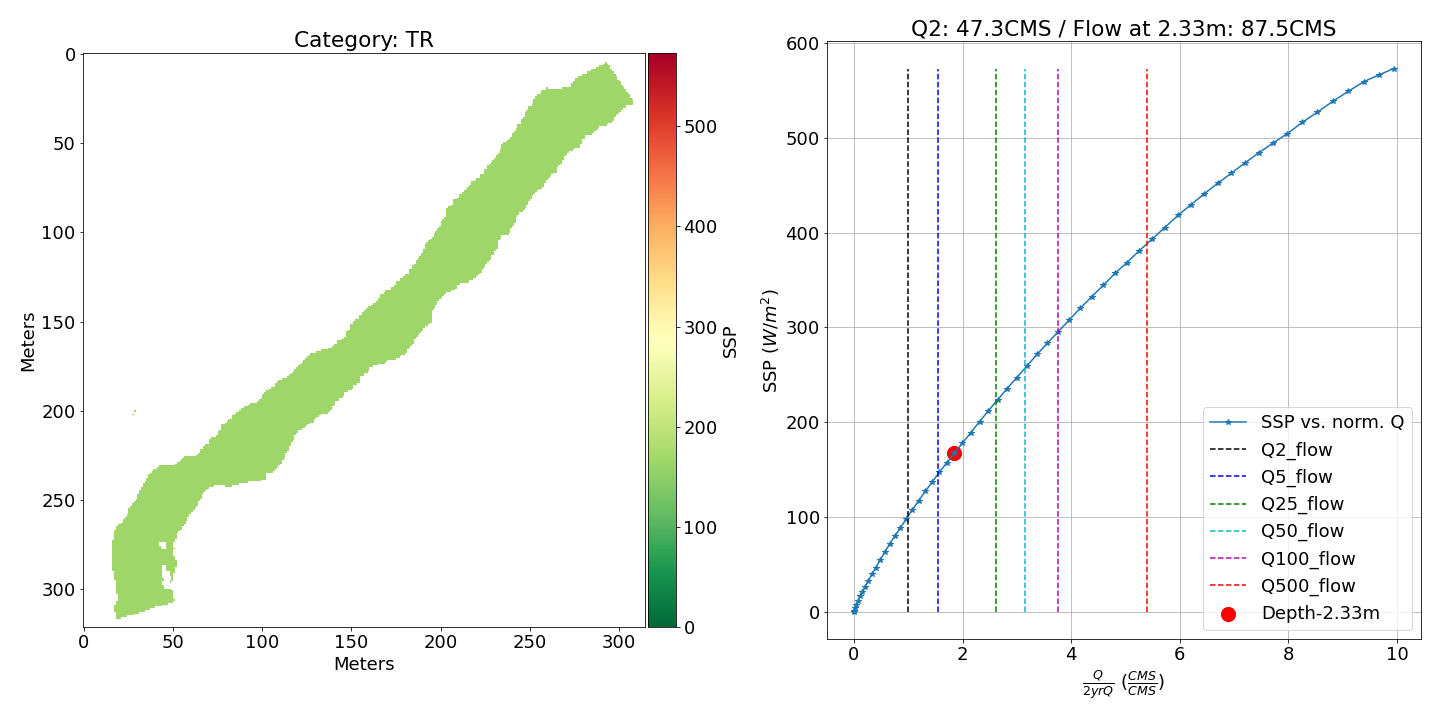 Category: TR
0
50
100
150
200
250
300
Meters
0
50
100
150
200
250
300
Meters
500
400
300
200
100
0
SSP
Q2: 47.3CMS / Flow at 2.33m: 87.5CMS
600
500
400
300
200
100
0
SSP (W/m²)
0
2
4
6
8
10
Q/2yrQ (CMS/CMS)
SSP vs. norm. Q
Q2_flow
Q5_flow
Q25_flow
Q50_flow
Q100_flow
Q500_flow
Depth-2.33m